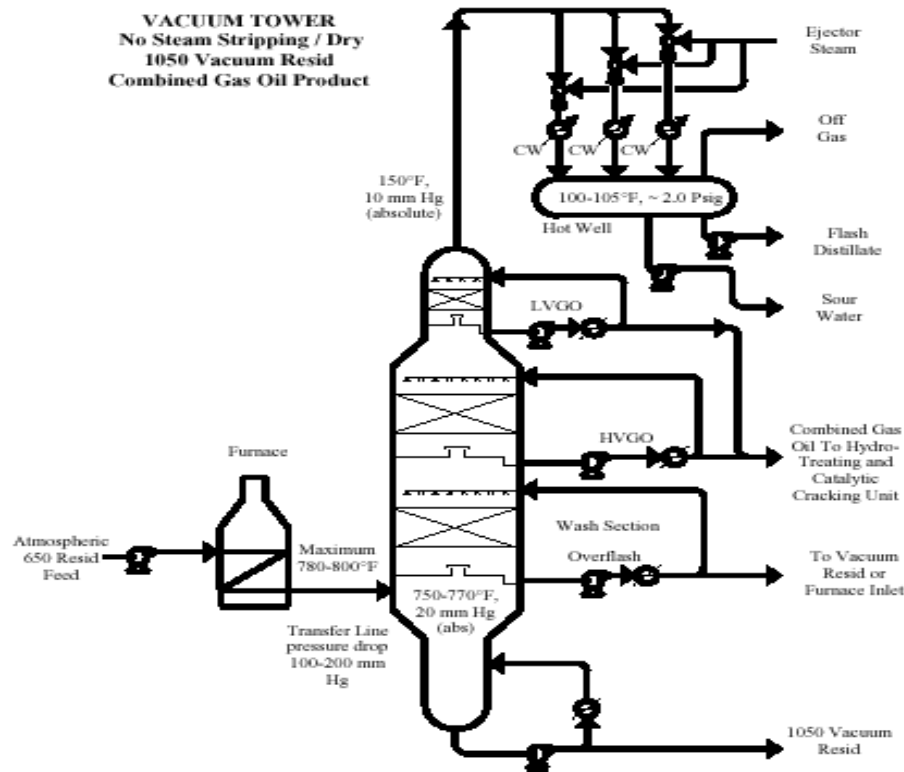 VACUUM TOWER
No Steam Stripping / Dry
1050 Vacuum Resid
Combined Gas Oil Product
Ejector
Steam
Off
Gas
CW
CW
CW
150°F,
10 mm Hg
(absolute)
100-105°F, ~ 2.0 Psig
Hot Well
Flash
Distillate
Sour
Water
LVGO
HVGO
Combined Gas
Oil To Hydro-
Treating and
Catalytic
Cracking Unit
Furnace
Wash Section
Atmospheric
650 Resid
Feed
Maximum
780-800°F
Overflash
To Vacuum
Resid or
Furnace Inlet
750-770°F,
20 mm Hg
(abs)
Transfer Line
pressure drop
100-200 mm
Hg
1050 Vacuum
Resid